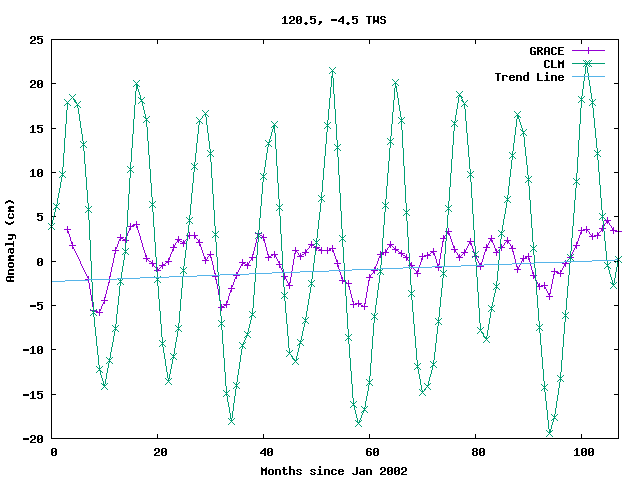 120.5, -4.5 TWS
GRACE
CLM
Trend Line
25
20
15
10
5
0
-5
-10
-15
-20
Anomaly (cm)
0 20 40 60 80 100
Months since Jan 2002